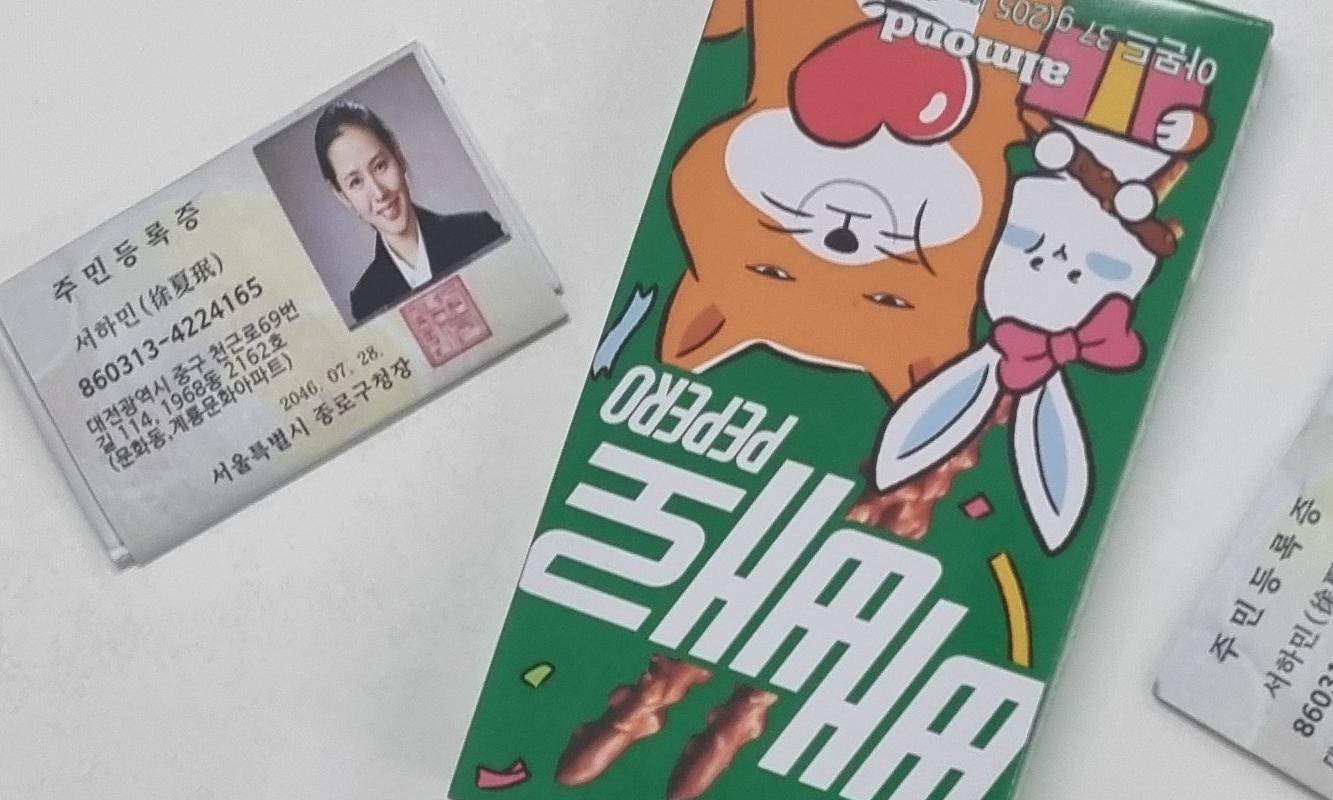 주민등록증
서하민(徐夏珉)
860313-4224165
대전광역시 중구 천근로69번
길 114, 1968동 2162호
(문화동,계룡문화아파트)
2046. 07. 28.
서울특별시 종로구청장
아몬드 37 g(205
almond
PEPERO
빼빼로
주민등록증
서하민(徐
8603